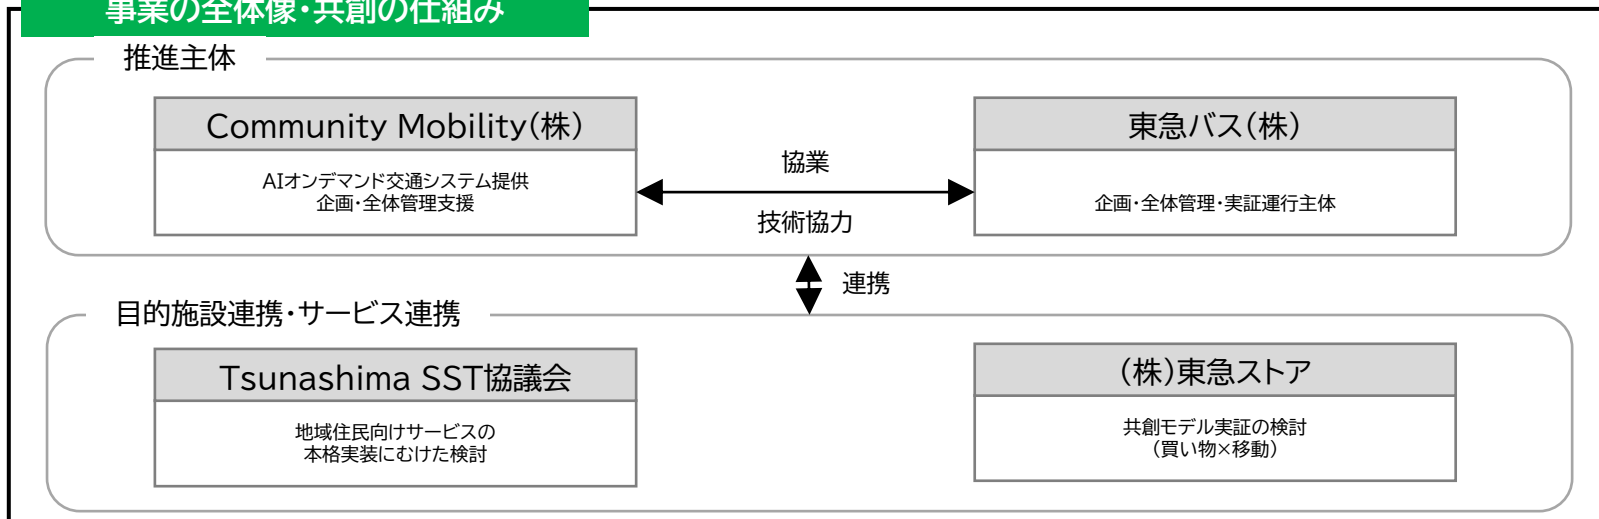 事業の全体像・共創の仕組み
推進主体
Community Mobility(株)
AIオンデマンド交通システム提供
企画・全体管理支援
協業
技術協力
東急バス(株)
企画・全体管理・実証運行主体
連携
目的施設連携・サービス連携
Tsunashima SST協議会
地域住民向けサービスの
本格実装にむけた検討
(株)東急ストア
共創モデル実証の検討
(買い物×移動)